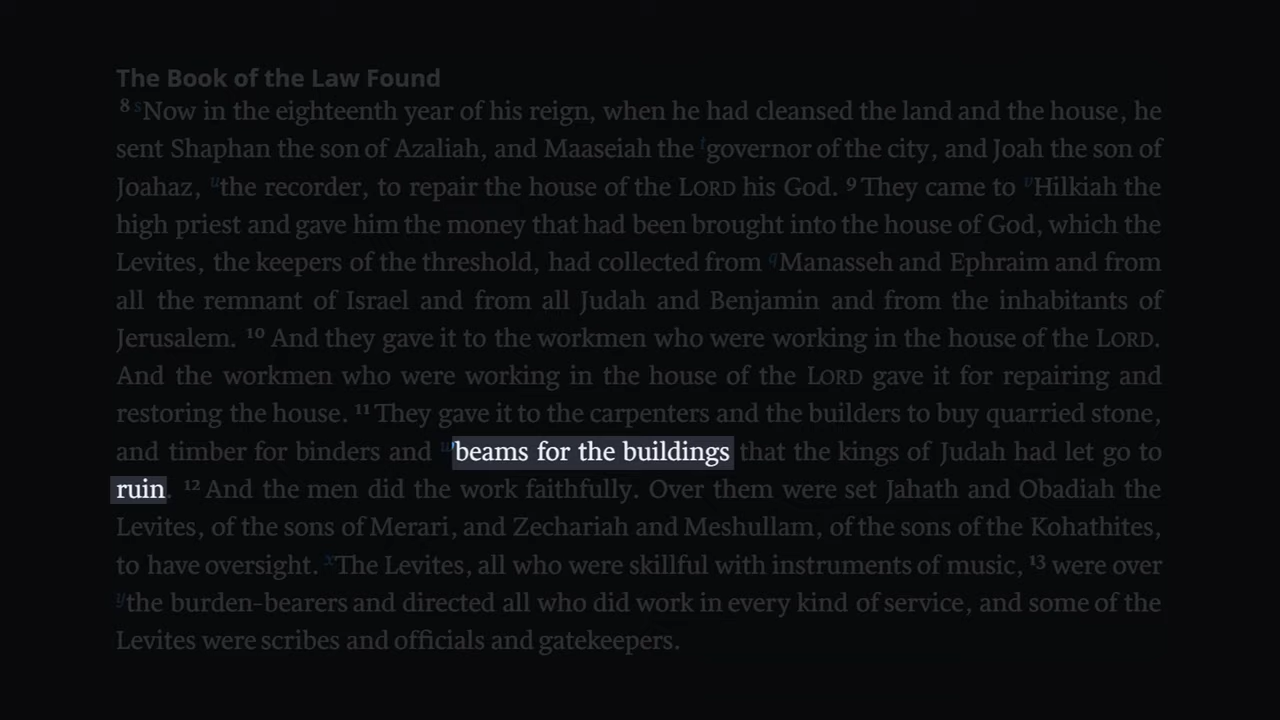 The Book of the Law Found
8 sNow in the eighteenth year of his reign, when he had cleansed the land and the house, he
sent Shaphan the son of Azaliah, and Maaseiah the tgovernor of the city, and Joah the son of
Joahaz, uthe recorder, to repair the house of the LORD his God. 9 They came to vHilkiah the
high priest and gave him the money that had been brought into the house of God, which the
Levites, the keepers of the threshold, had collected from qManasseh and Ephraim and from
all the remnant of Israel and from all Judah and Benjamin and from the inhabitants of
Jerusalem. 10 And they gave it to the workmen who were working in the house of the LORD.
And the workmen who were working in the house of the LORD gave it for repairing and
restoring the house. 11 They gave it to the carpenters and the builders to buy quarried stone,
and timber for binders and wbeams for the buildings that the kings of Judah had let go to
ruin. 12 And the men did the work faithfully. Over them were set Jahath and Obadiah the
Levites, of the sons of Merari, and Zechariah and Meshullam, of the sons of the Kohathites,
to have oversight. xThe Levites, all who were skillful with instruments of music, 13 were over
ythe burden-bearers and directed all who did work in every kind of service, and some of the
Levites were scribes and officials and gatekeepers.